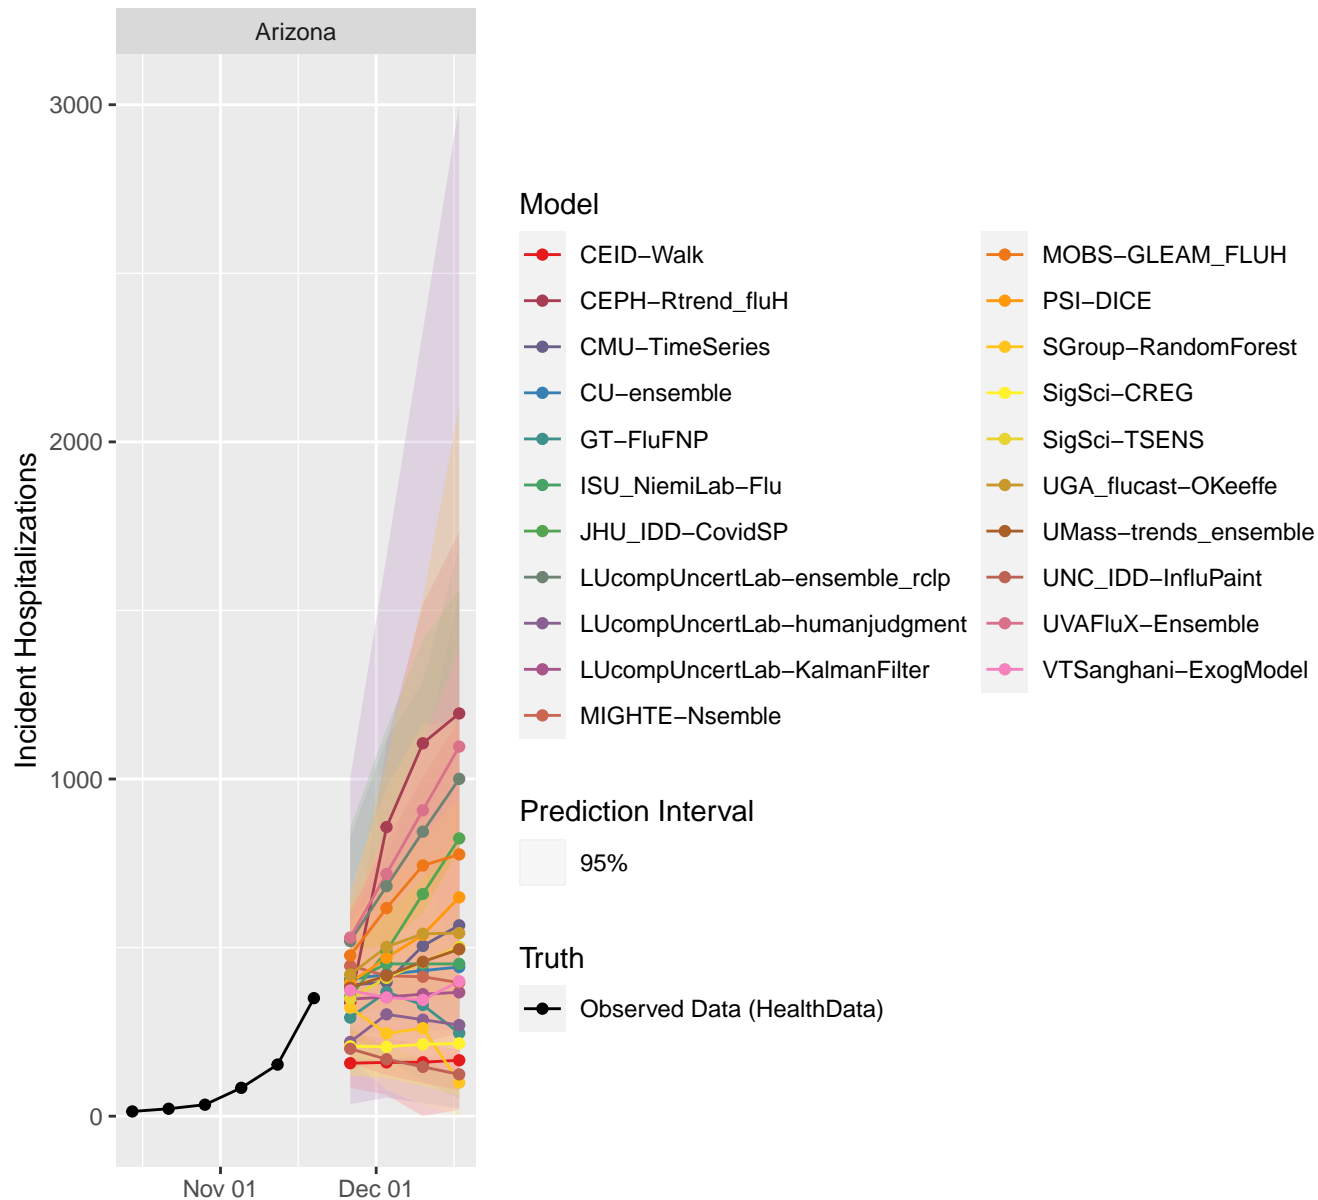 Arizona
3000
2000
1000
0
Incident Hospitalizations
Nov 01
Dec 01
Model
CEID−Walk
CEPH−Rtrend_fluH
CMU−TimeSeries
CU−ensemble
GT−FluFNP
ISU_NiemiLab−Flu
JHU_IDD−CovidSP
LUcompUncertLab−ensemble_rclp
LUcompUncertLab−humanjudgment
LUcompUncertLab−KalmanFilter
MIGHTE−Nsemble
MOBS−GLEAM_FLUH
PSI−DICE
SGroup−RandomForest
SigSci−CREG
SigSci−TSENS
UGA_flucast−OKeeffe
UMass−trends_ensemble
UNC_IDD−InfluPaint
UVAFluX−Ensemble
VTSanghani−ExogModel
Prediction Interval
95%
Truth
Observed Data (HealthData)